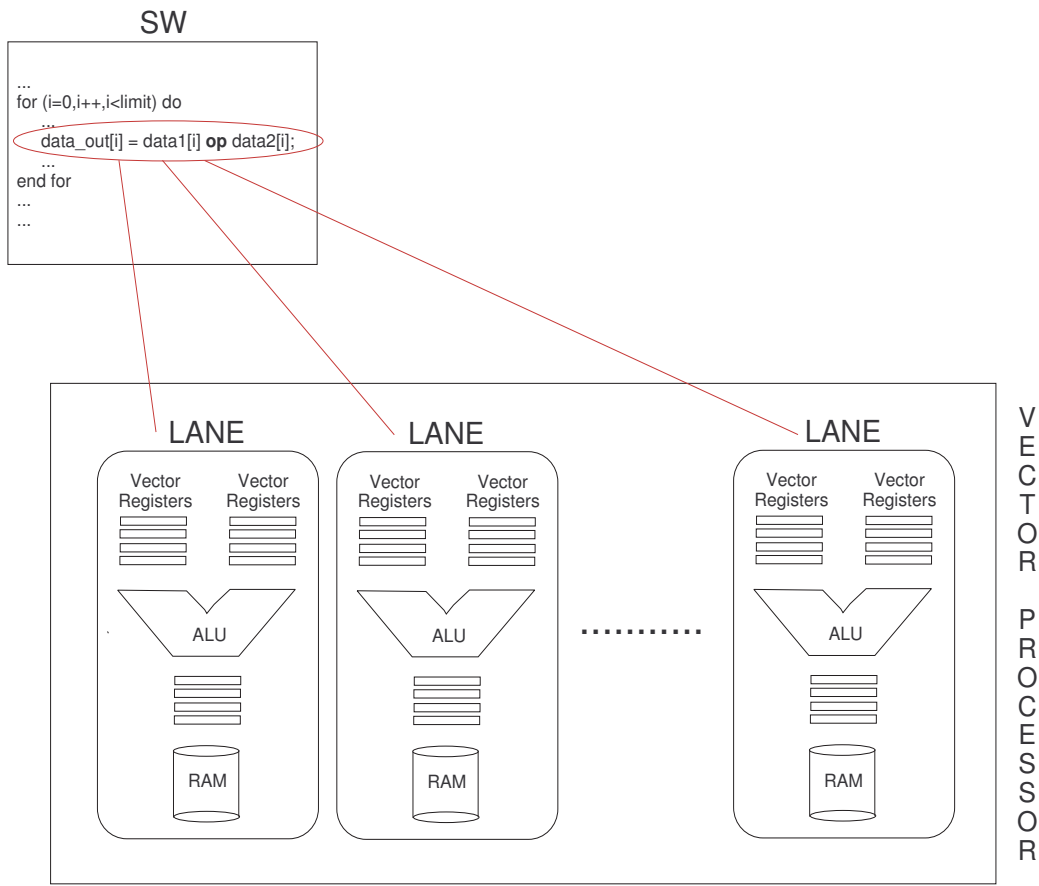 SW
...
for (i=0,i++,i<limit) do
...
data_out[i] = data1[i] op data2[i];
...
end for
...
...
LANE
LANE
LANE
Vector Registers
Vector Registers
Vector Registers
Vector Registers
Vector Registers
Vector Registers
ALU
ALU
...........
ALU
RAM
RAM
RAM
VECTOR PROCESSOR